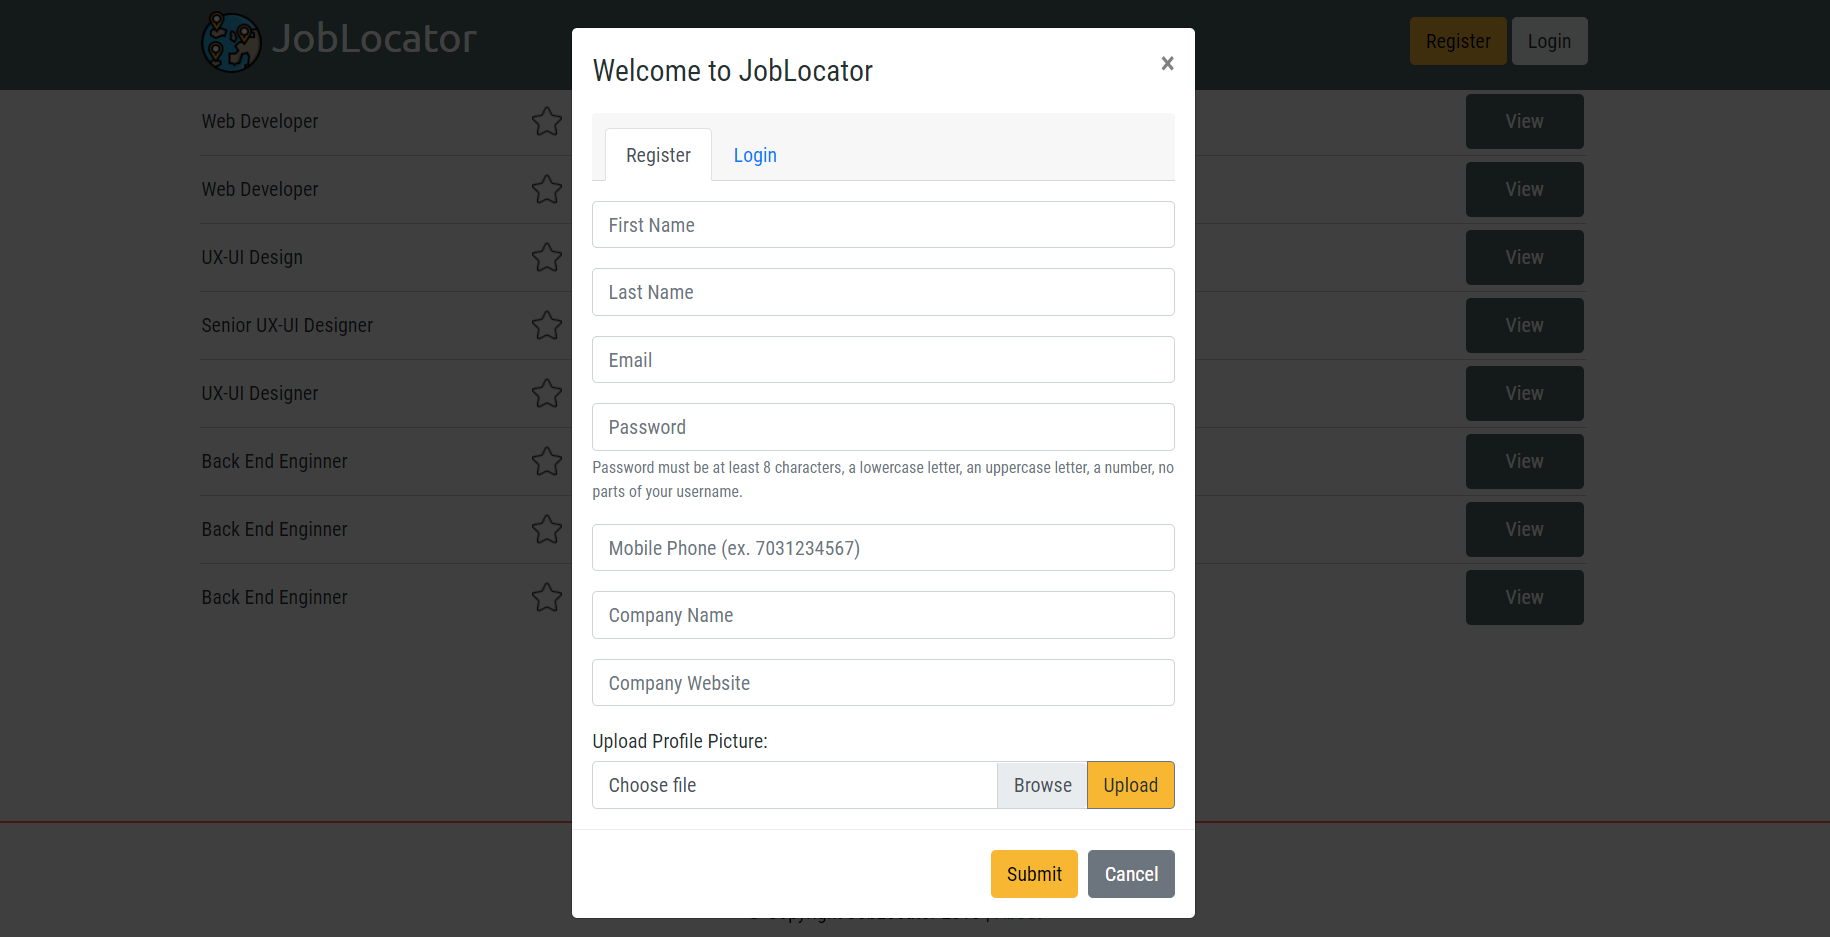 JobLocator
Register
Login
Web Developer
View
Web Developer
View
UX-UI Design
View
Senior UX-UI Designer
View
UX-UI Designer
View
Back End Enginner
View
Back End Enginner
View
Back End Enginner
View
Welcome to JobLocator
×
Register
Login
First Name
Last Name
Email
Password
Password must be at least 8 characters, a lowercase letter, an uppercase letter, a number, no
parts of your username.
Mobile Phone (ex. 7031234567)
Company Name
Company Website
Upload Profile Picture:
Choose file
Browse
Upload
Submit
Cancel